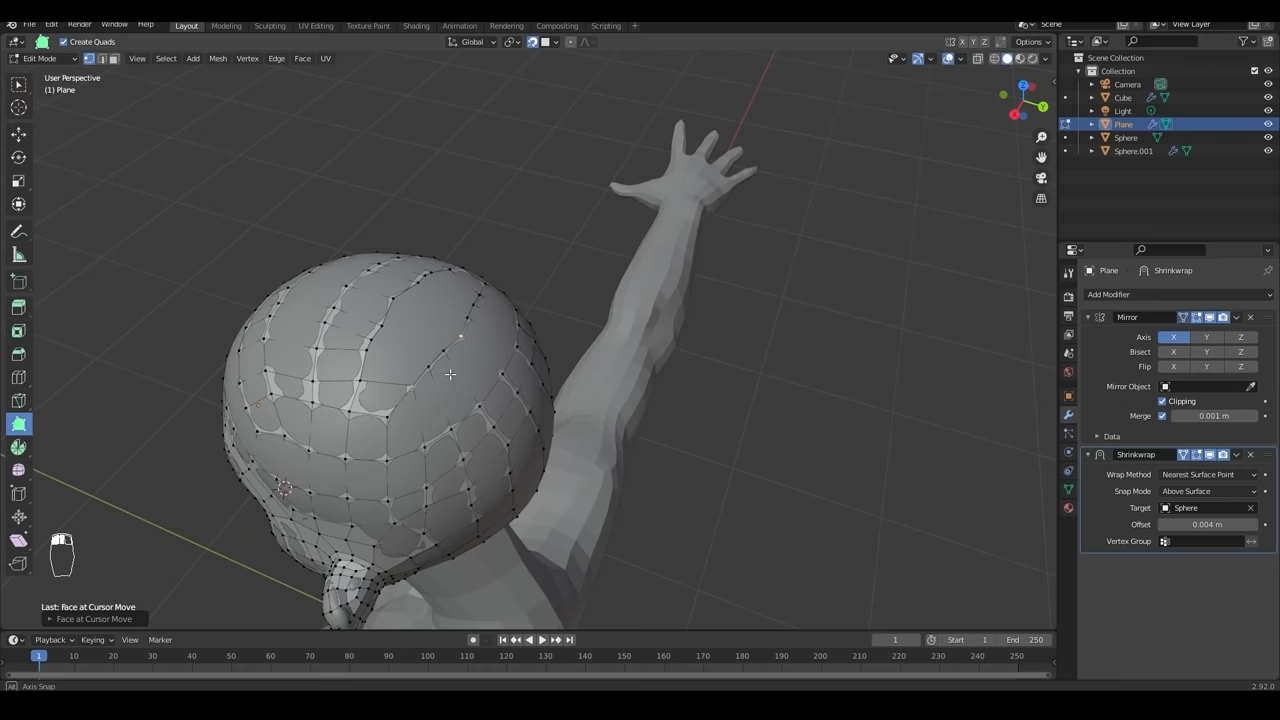 File Edit Render Window Help Layout Modeling Sculpting UV Editing Texture Paint Shading Animation Rendering Compositing Scripting Scene View Layer
Create Quads Global X Y Z Options
Edit Mode View Select Add Mesh Vertex Edge Face UV
User Perspective
(1) Plane
Z
Y
X
Last: Face at Cursor Move
Face at Cursor Move
Scene Collection
Collection
Camera
Cube
Light
Plane
Sphere
Sphere.001
Plane Shrinkwrap
Add Modifier
Mirror
Axis X Y Z
Bisect X Y Z
Flip X Y Z
Mirror Object
Clipping
Merge 0.001 m
Data
Shrinkwrap
Wrap Method Nearest Surface Point
Snap Mode Above Surface
Target Sphere
Offset 0.004 m
Vertex Group
Playback Keying View Marker 1 Start 1 End 250
1 10 20 30 40 50 60 70 80 90 100 110 120 130 140 150 160 170 180 190 200 210 220 230 240 250
Alt Axis Snap 2.92.0